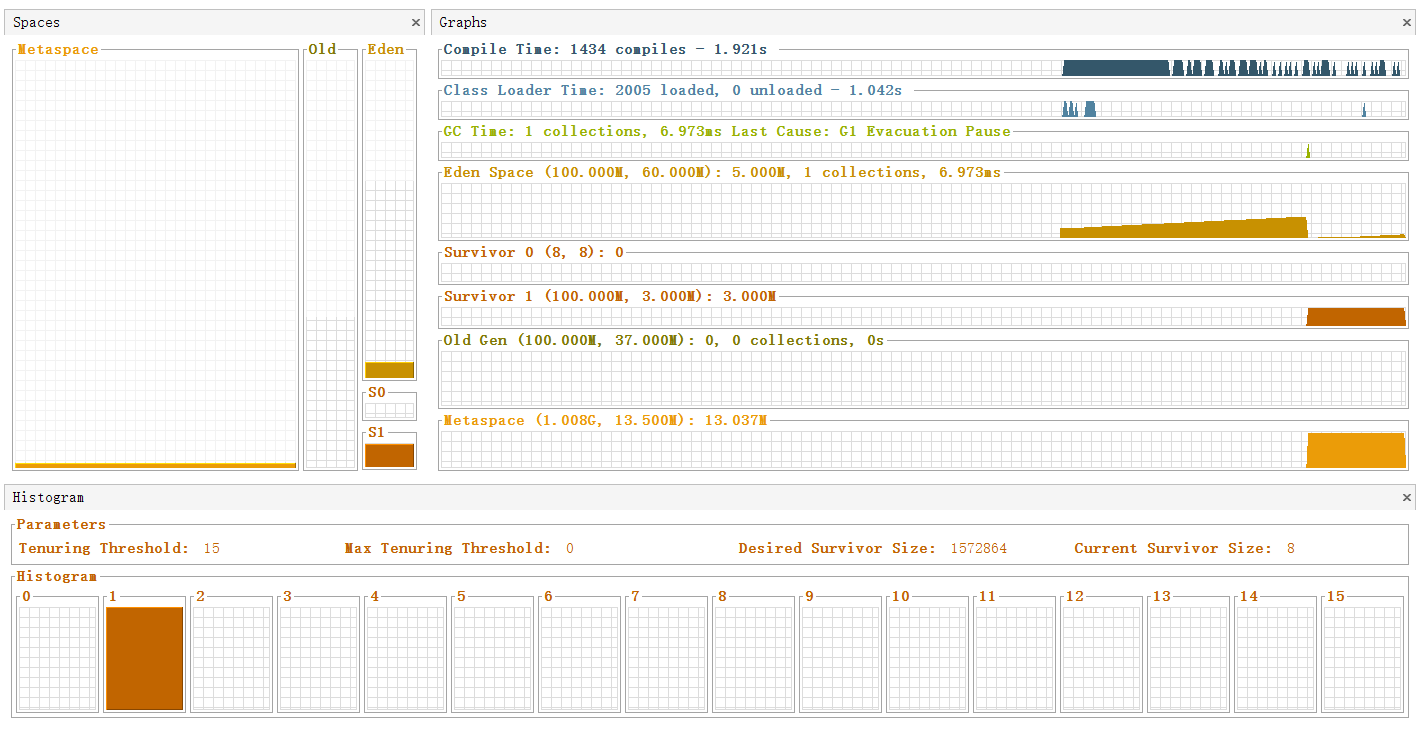 Spaces ×
Metaspace Old Eden
S0
S1
Graphs ×
Compile Time: 1434 compiles - 1.921s
Class Loader Time: 2005 loaded, 0 unloaded - 1.042s
GC Time: 1 collections, 6.973ms Last Cause: G1 Evacuation Pause
Eden Space (100.000M, 60.000M): 5.000M, 1 collections, 6.973ms
Survivor 0 (8, 8): 0
Survivor 1 (100.000M, 3.000M): 3.000M
Old Gen (100.000M, 37.000M): 0, 0 collections, 0s
Metaspace (1.008G, 13.500M): 13.037M
Histogram ×
Parameters
Tenuring Threshold: 15 Max Tenuring Threshold: 0 Desired Survivor Size: 1572864 Current Survivor Size: 8
Histogram
0 1 2 3 4 5 6 7 8 9 10 11 12 13 14 15